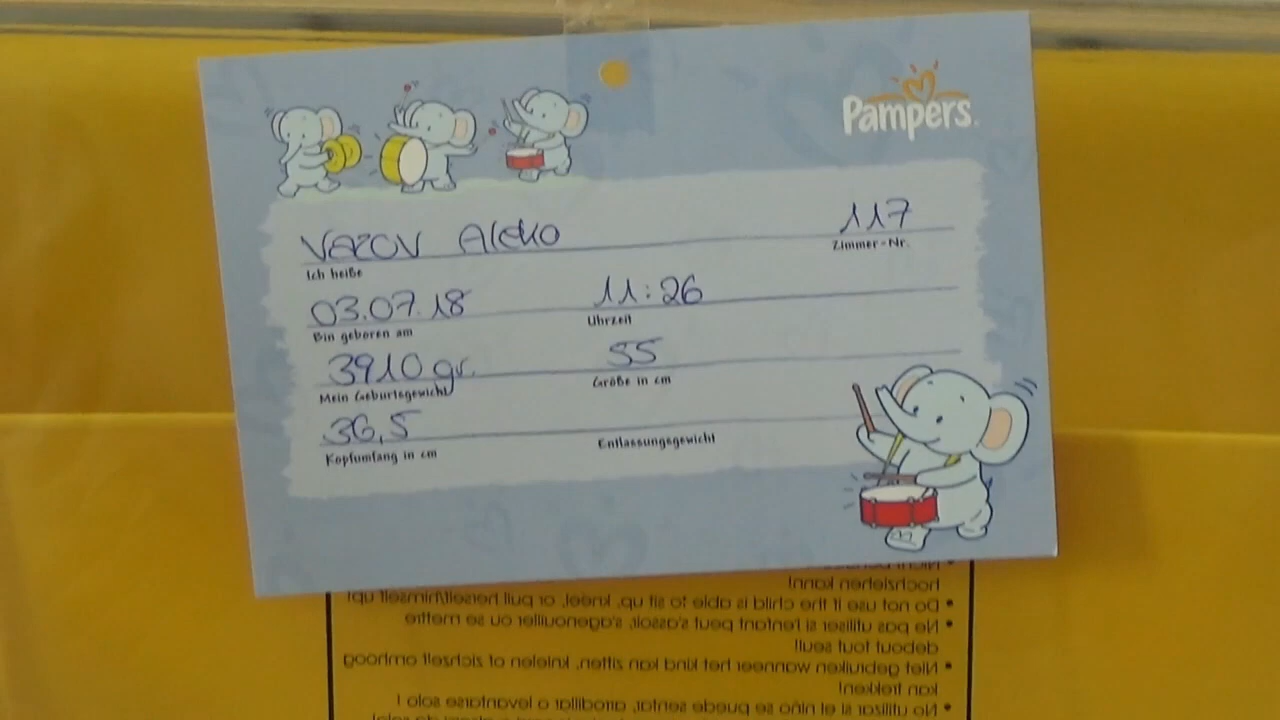 Pampers
VAZOV Aleko 117
Ich heiße Zimmer-Nr.
03.07.18 11:26
Bin geboren am Uhrzeit
3910 gr. 55
Mein Geburtsgewicht Größe in cm
36,5
Kopfumfang in cm Entlassungsgewicht
hochziehen kann!
• Do not use if the child is able to sit up, kneel, or pull herself/himself up!
• Ne pas utiliser si l'enfant peut s'assoir, s'agenouiller ou se mettre
debout tout seul!
• Niet gebruiken wanneer het kind kan zitten, knielen of zichzelf omhoog
kan trekken!
• No utilizar si el niño se puede sentar, arrodillar o levantarse solo !